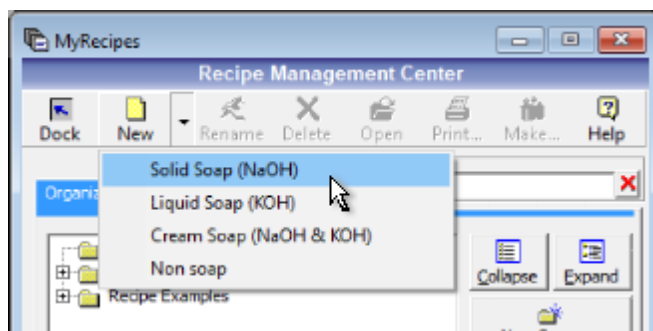 MyRecipes
Recipe Management Center
Dock New Rename Delete Open Print... Make... Help
Solid Soap (NaOH)
Organiz
Liquid Soap (KOH)
Cream Soap (NaOH & KOH)
Non soap
Collapse Expand
Recipe Examples